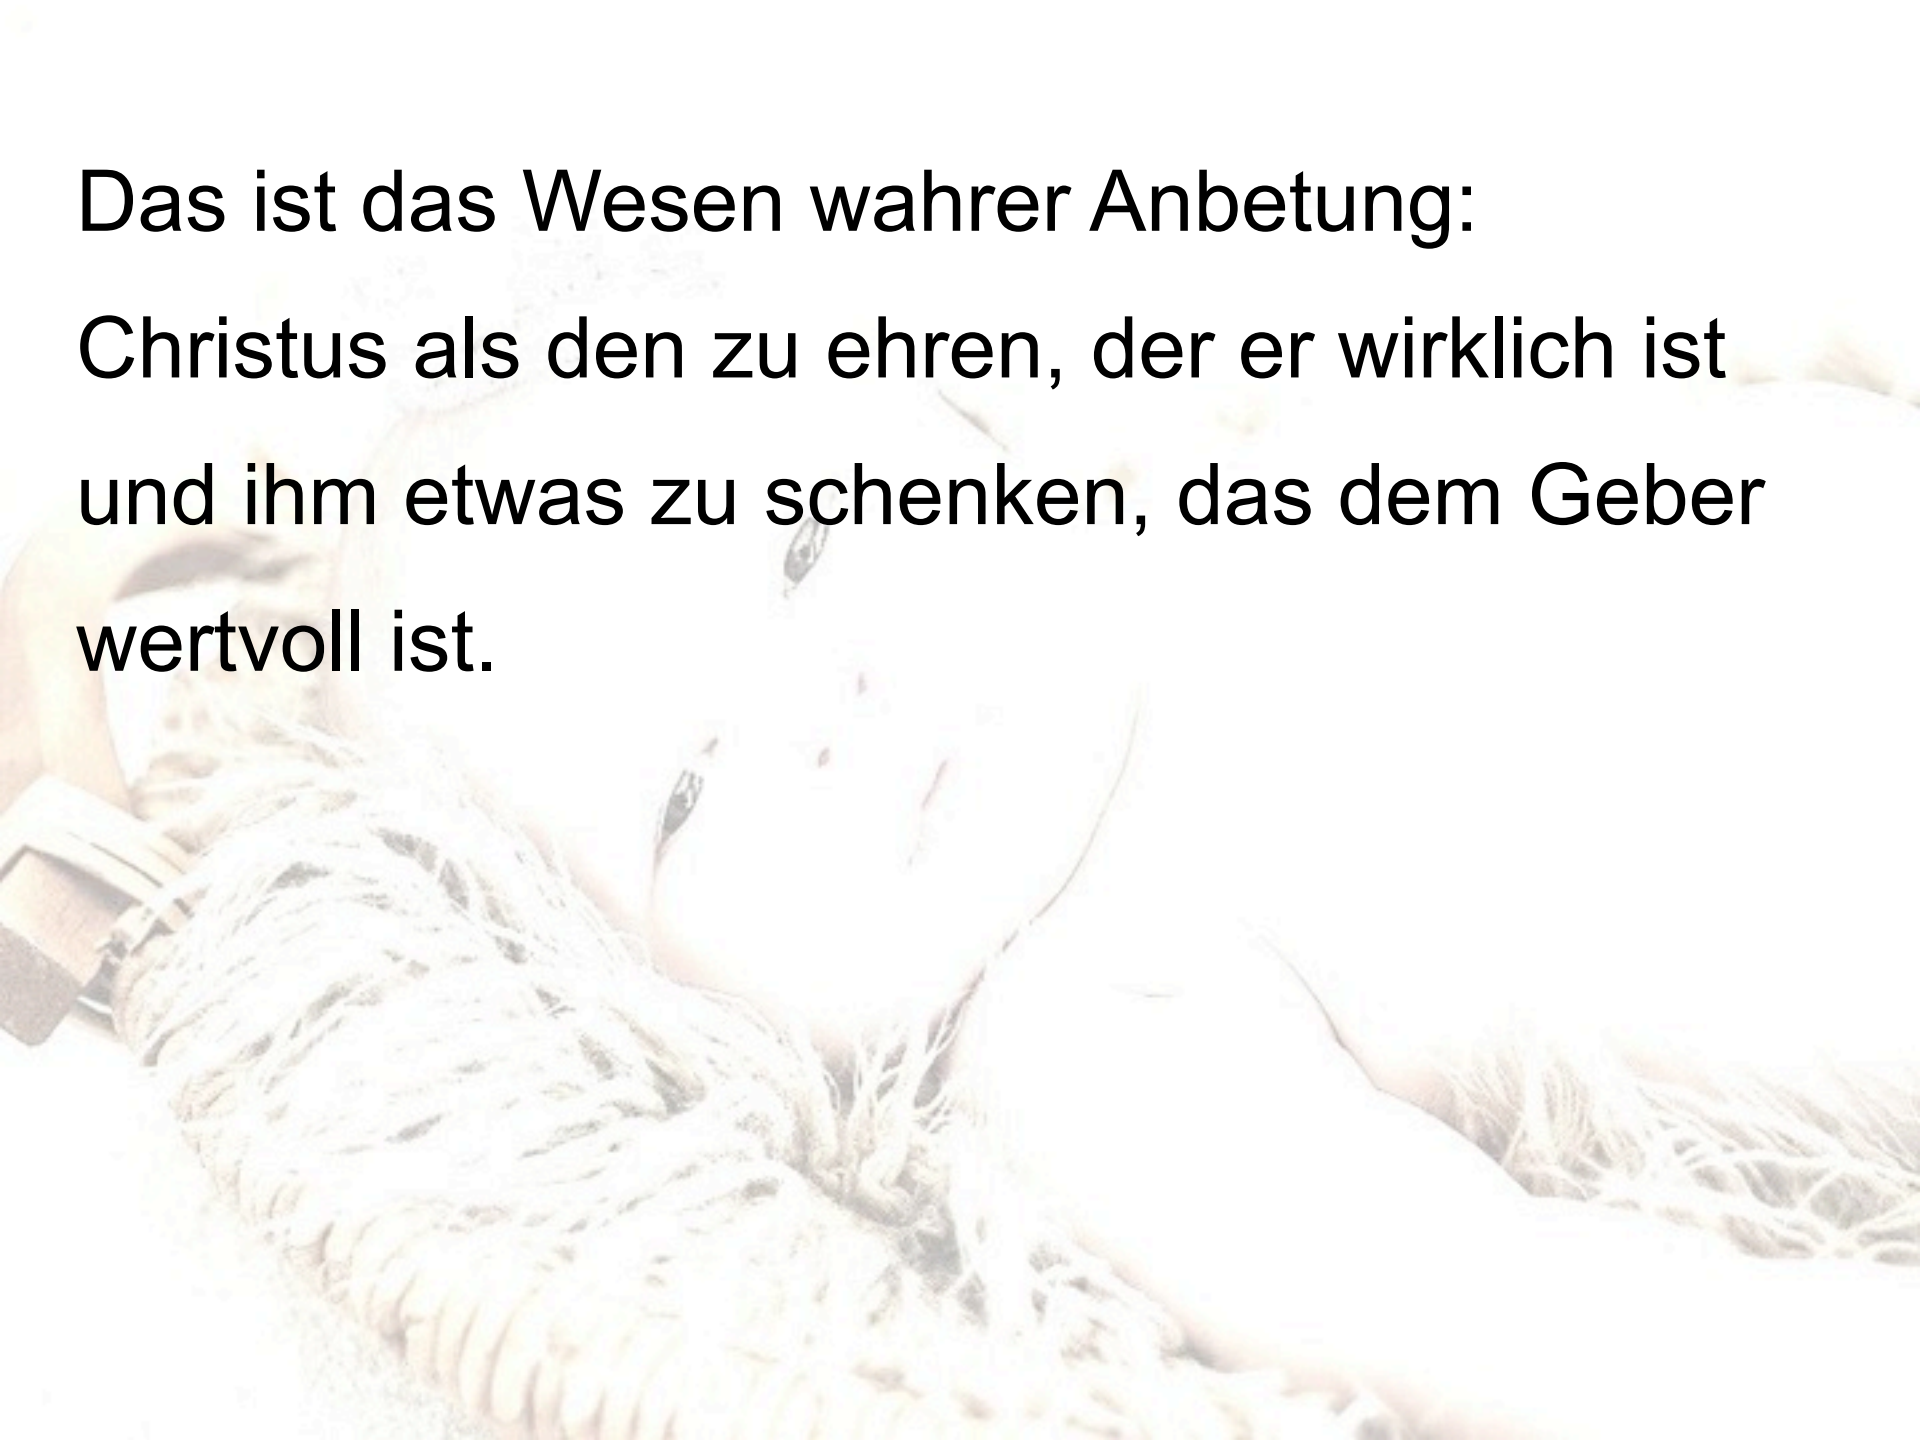 Das ist das Wesen wahrer Anbetung:
Christus als den zu ehren, der er wirklich ist
und ihm etwas zu schenken, das dem Geber
wertvoll ist.